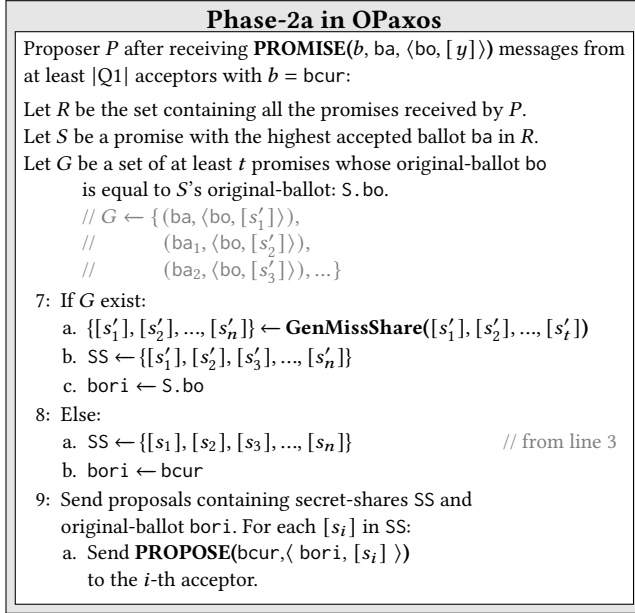 Phase-2a in OPaxos
Proposer P after receiving PROMISE(b, ba, ⟨bo, [y]⟩) messages from
at least |Q1| acceptors with b = bcur:
Let R be the set containing all the promises received by P.
Let S be a promise with the highest accepted ballot ba in R.
Let G be a set of at least t promises whose original-ballot bo
is equal to S's original-ballot: S.bo.
// G ← {(ba, ⟨bo, [s′₁]⟩),
// (ba₁, ⟨bo, [s′₂]⟩),
// (ba₂, ⟨bo, [s′₃]⟩), ...}
7: If G exist:
a. {[s′₁], [s′₂], ..., [s′ₙ]} ← GenMissShare([s′₁], [s′₂], ..., [s′ₜ])
b. SS ← {[s′₁], [s′₂], [s′₃], ..., [s′ₙ]}
c. bori ← S.bo
8: Else:
a. SS ← {[s₁], [s₂], [s₃], ..., [sₙ]} // from line 3
b. bori ← bcur
9: Send proposals containing secret-shares SS and
original-ballot bori. For each [sᵢ] in SS:
a. Send PROPOSE(bcur,⟨ bori, [sᵢ] ⟩)
to the i-th acceptor.